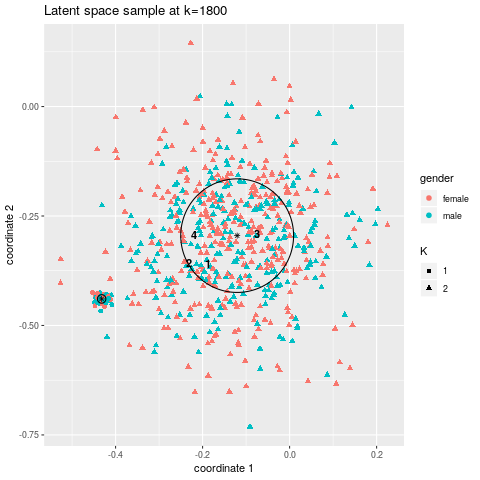 Latent space sample at k=1800
coordinate 2
0.00
-0.25
-0.50
-0.75
4
3
2
1
-0.4
-0.2
0.0
0.2
coordinate 1
gender
female
male
K
1
2